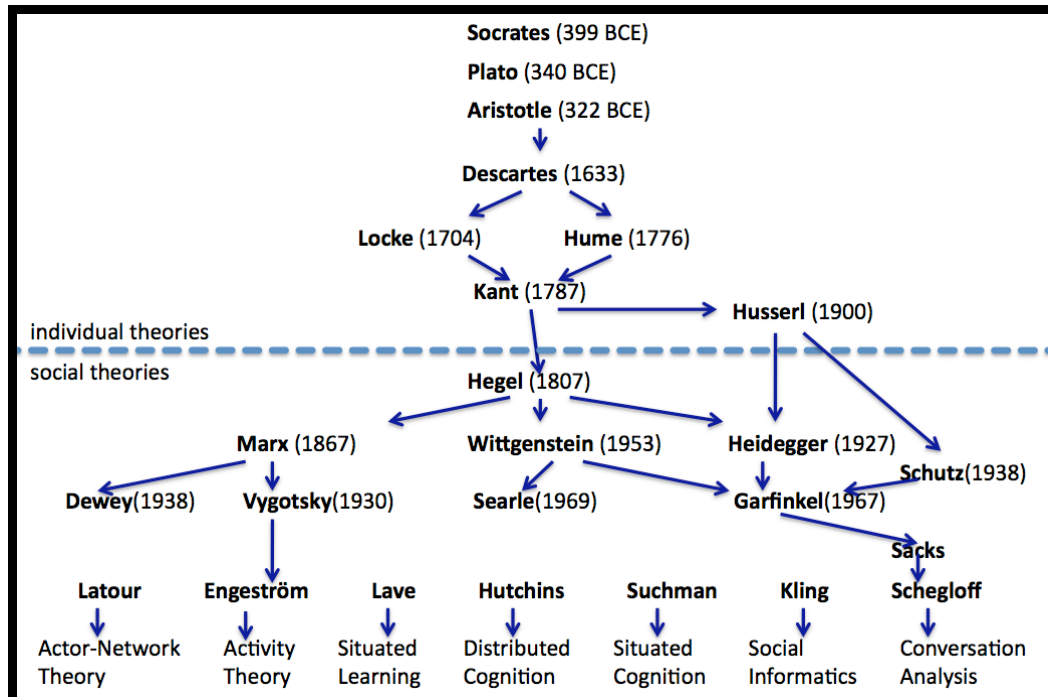 Socrates (399 BCE)
Plato (340 BCE)
Aristotle (322 BCE)
Descartes (1633)
Locke (1704) Hume (1776)
Kant (1787)
Husserl (1900)
individual theories
social theories
Hegel (1807)
Marx (1867) Wittgenstein (1953) Heidegger (1927)
Schutz(1938)
Dewey(1938) Vygotsky(1930) Searle(1969) Garfinkel(1967)
Sacks
Latour Engeström Lave Hutchins Suchman Kling Schegloff
Actor-Network Activity Situated Distributed Situated Social Conversation
Theory Theory Learning Cognition Cognition Informatics Analysis